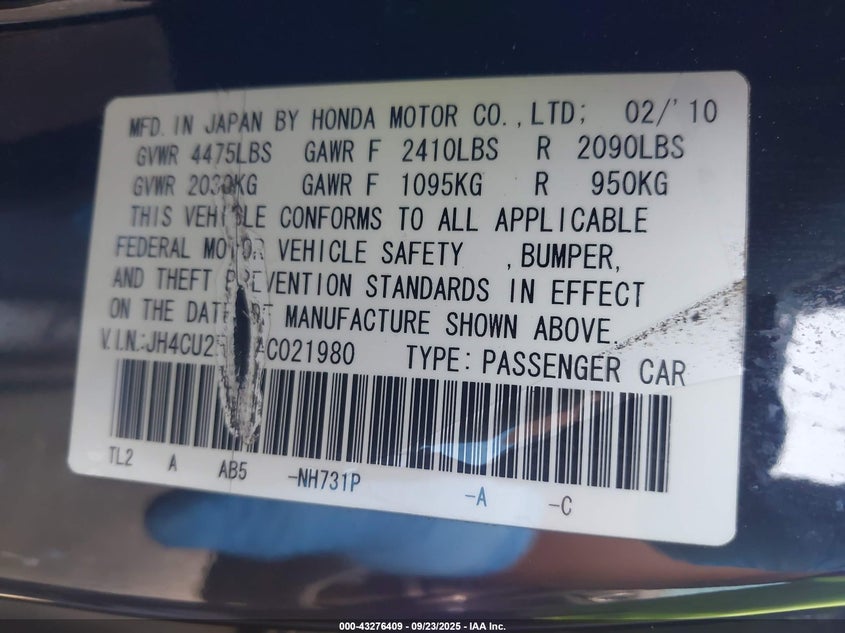 MFD. IN JAPAN BY HONDA MOTOR CO., LTD; 02/'10
GVWR 4475LBS GAWR F 2410LBS R 2090LBS
GVWR 2030KG GAWR F 1095KG R 950KG
THIS VEHICLE CONFORMS TO ALL APPLICABLE
FEDERAL MOTOR VEHICLE SAFETY , BUMPER,
AND THEFT PREVENTION STANDARDS IN EFFECT
ON THE DATE OF MANUFACTURE SHOWN ABOVE.
V.I.N.: TYPE: PASSENGER CAR
TL2 A AB5 -NH731P -A -C
000-43276409 - 09/23/2025 - IAA Inc.